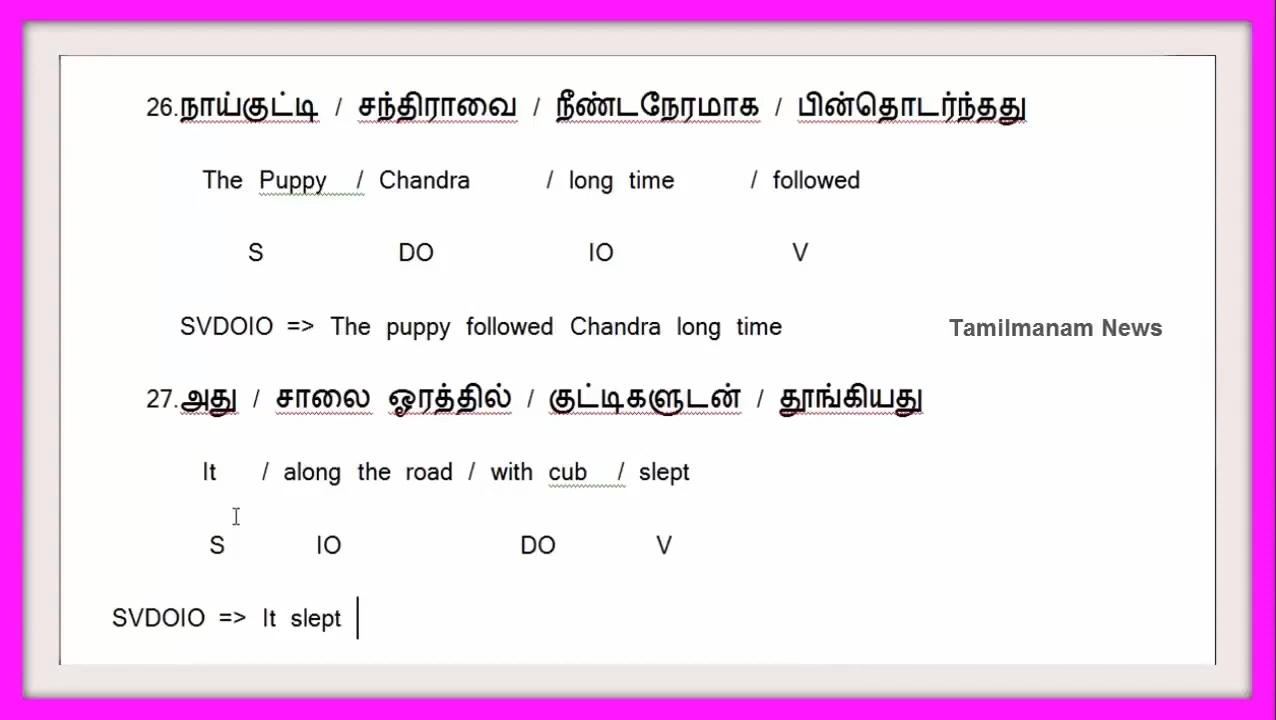 26.நாய்குட்டி / சந்திராவை / நீண்டநேரமாக / பின்தொடர்ந்தது
The Puppy / Chandra / long time / followed
S DO IO V
SVDOIO => The puppy followed Chandra long time
Tamilmanam News
27.அது / சாலை ஓரத்தில் / குட்டிகளுடன் / தூங்கியது
It / along the road / with cub / slept
S IO DO V
SVDOIO => It slept